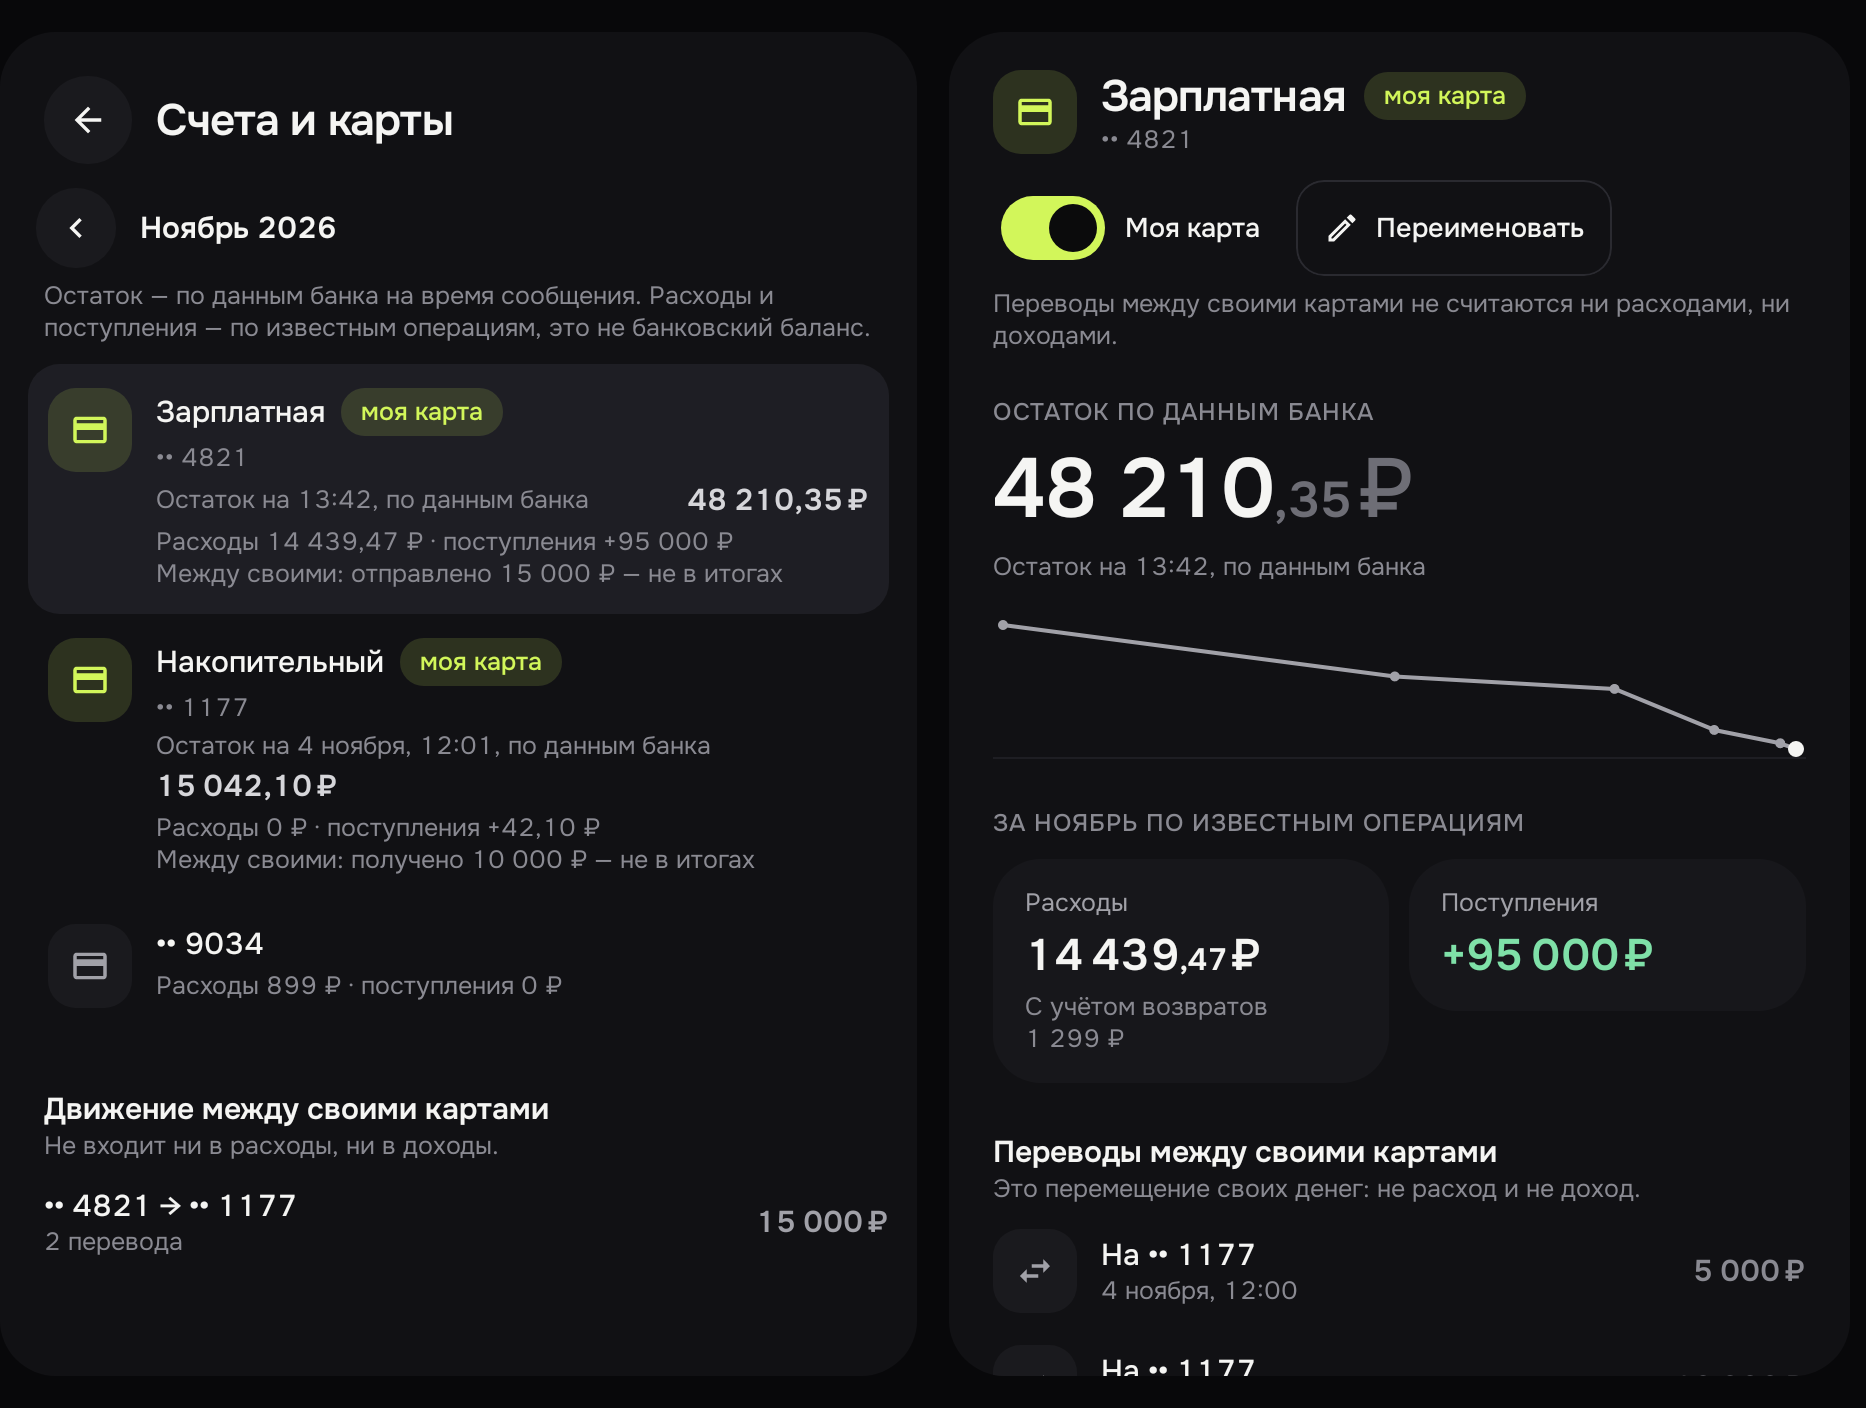 Счета и карты
Ноябрь 2026
Остаток — по данным банка на время сообщения. Расходы и
поступления — по известным операциям, это не банковский баланс.
Зарплатная моя карта
•• 4821
Остаток на 13:42, по данным банка 48 210,35 ₽
Расходы 14 439,47 ₽ · поступления +95 000 ₽
Между своими: отправлено 15 000 ₽ — не в итогах
Накопительный моя карта
•• 1177
Остаток на 4 ноября, 12:01, по данным банка
15 042,10 ₽
Расходы 0 ₽ · поступления +42,10 ₽
Между своими: получено 10 000 ₽ — не в итогах
•• 9034
Расходы 899 ₽ · поступления 0 ₽
Движение между своими картами
Не входит ни в расходы, ни в доходы.
•• 4821 → •• 1177
2 перевода
15 000 ₽
Зарплатная моя карта
•• 4821
Моя карта
Переименовать
Переводы между своими картами не считаются ни расходами, ни
доходами.
ОСТАТОК ПО ДАННЫМ БАНКА
48 210,35 ₽
Остаток на 13:42, по данным банка
ЗА НОЯБРЬ ПО ИЗВЕСТНЫМ ОПЕРАЦИЯМ
Расходы
14 439,47 ₽
С учётом возвратов
1 299 ₽
Поступления
+95 000 ₽
Переводы между своими картами
Это перемещение своих денег: не расход и не доход.
На •• 1177
4 ноября, 12:00
5 000 ₽
На •• 1177